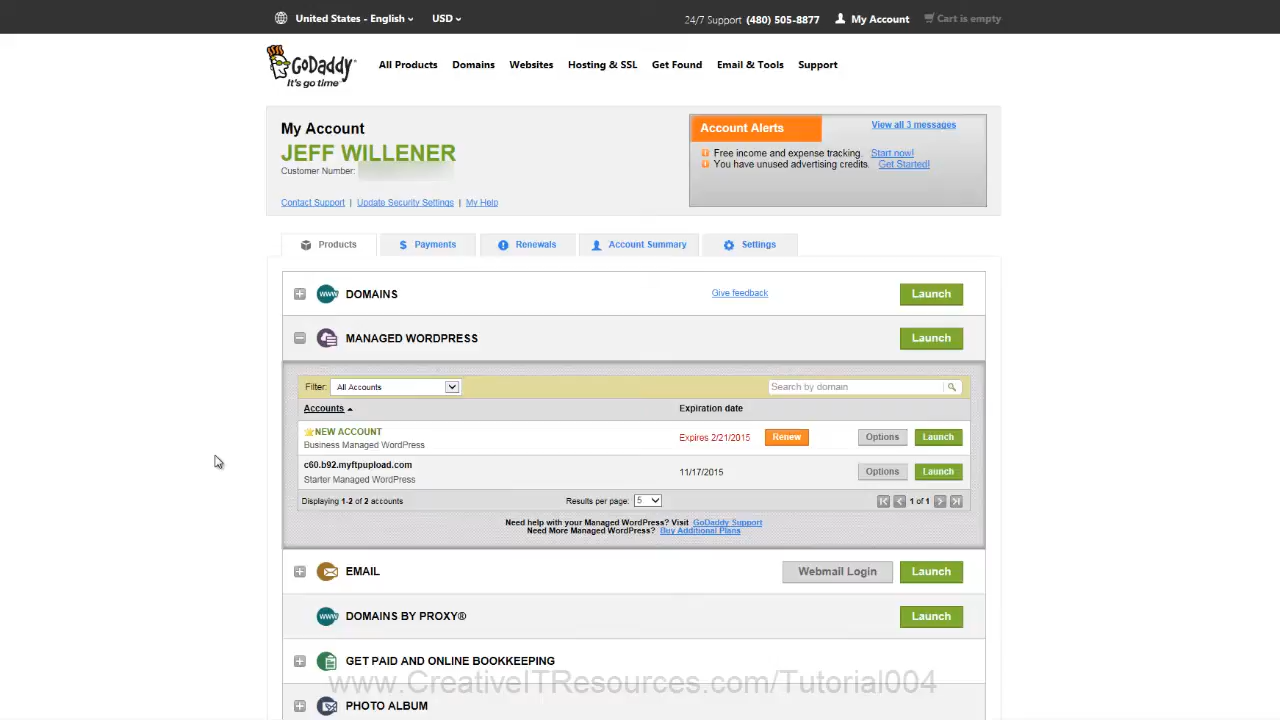 United States - English USD 24/7 Support (480) 505-8877 My Account Cart is empty
GoDaddy™
It's go time™
All Products Domains Websites Hosting & SSL Get Found Email & Tools Support
My Account
JEFF WILLENER
Customer Number:
Contact Support | Update Security Settings | My Help
Account Alerts View all 3 messages
Free income and expense tracking. Start now!
You have unused advertising credits. Get Started!
Products Payments Renewals Account Summary Settings
www DOMAINS Give feedback Launch
MANAGED WORDPRESS Launch
Filter: All Accounts Search by domain
Accounts Expiration date
NEW ACCOUNT Expires 2/21/2015 Renew Options Launch
Business Managed WordPress
c60.b92.myftpupload.com 11/17/2015 Options Launch
Starter Managed WordPress
Displaying 1-2 of 2 accounts Results per page: 5 1 of 1
Need help with your Managed WordPress? Visit GoDaddy Support
Need More Managed WordPress? Buy Additional Plans
EMAIL Webmail Login Launch
www DOMAINS BY PROXY® Launch
GET PAID AND ONLINE BOOKKEEPING
www.CreativeITResources.com/Tutorial004
PHOTO ALBUM